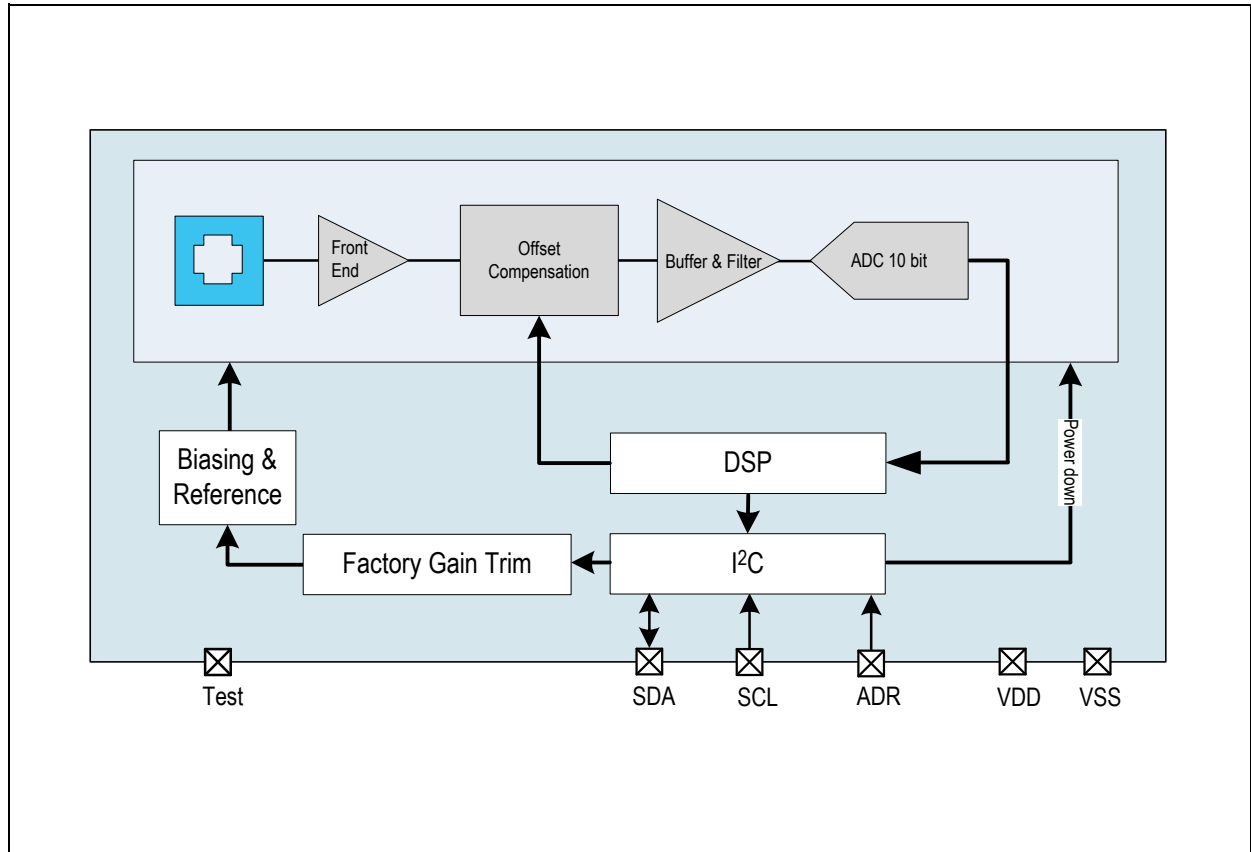 Front
End
Offset
Compensation
Buffer & Filter
ADC 10 bit
Power down
Biasing &
Reference
DSP
Factory Gain Trim
I²C
Test
SDA
SCL
ADR
VDD
VSS